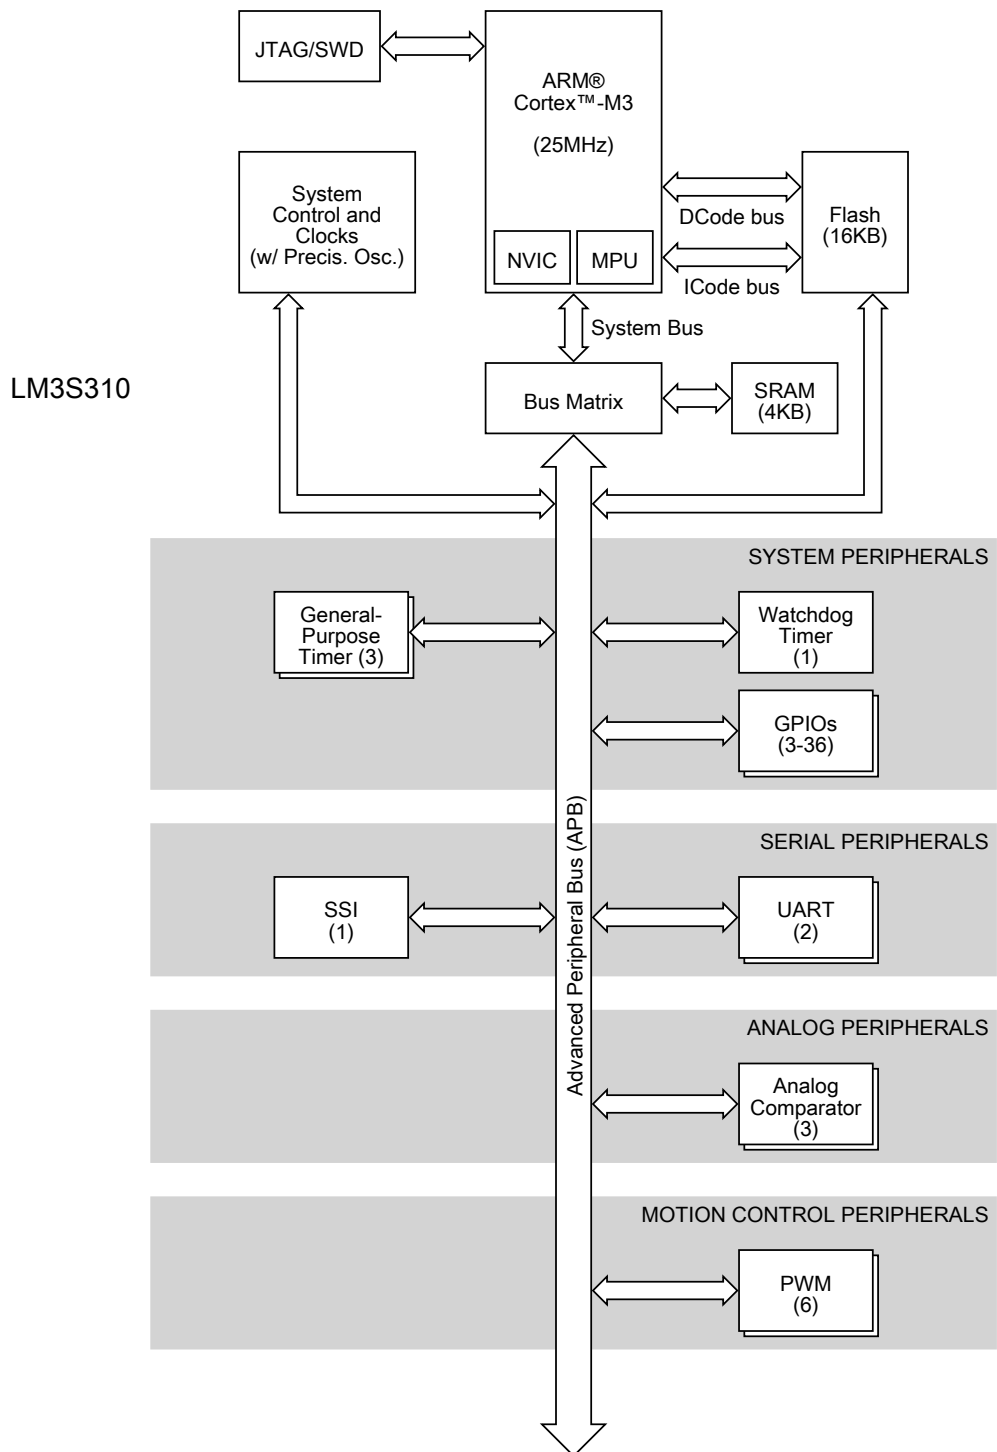 JTAG/SWD
ARM®
Cortex™-M3
(25MHz)
NVIC
MPU
System
Control and
Clocks
(w/ Precis. Osc.)
DCode bus
ICode bus
Flash
(16KB)
System Bus
LM3S310
Bus Matrix
SRAM
(4KB)
SYSTEM PERIPHERALS
General-
Purpose
Timer (3)
Watchdog
Timer
(1)
GPIOs
(3-36)
Advanced Peripheral Bus (APB)
SERIAL PERIPHERALS
SSI
(1)
UART
(2)
ANALOG PERIPHERALS
Analog
Comparator
(3)
MOTION CONTROL PERIPHERALS
PWM
(6)